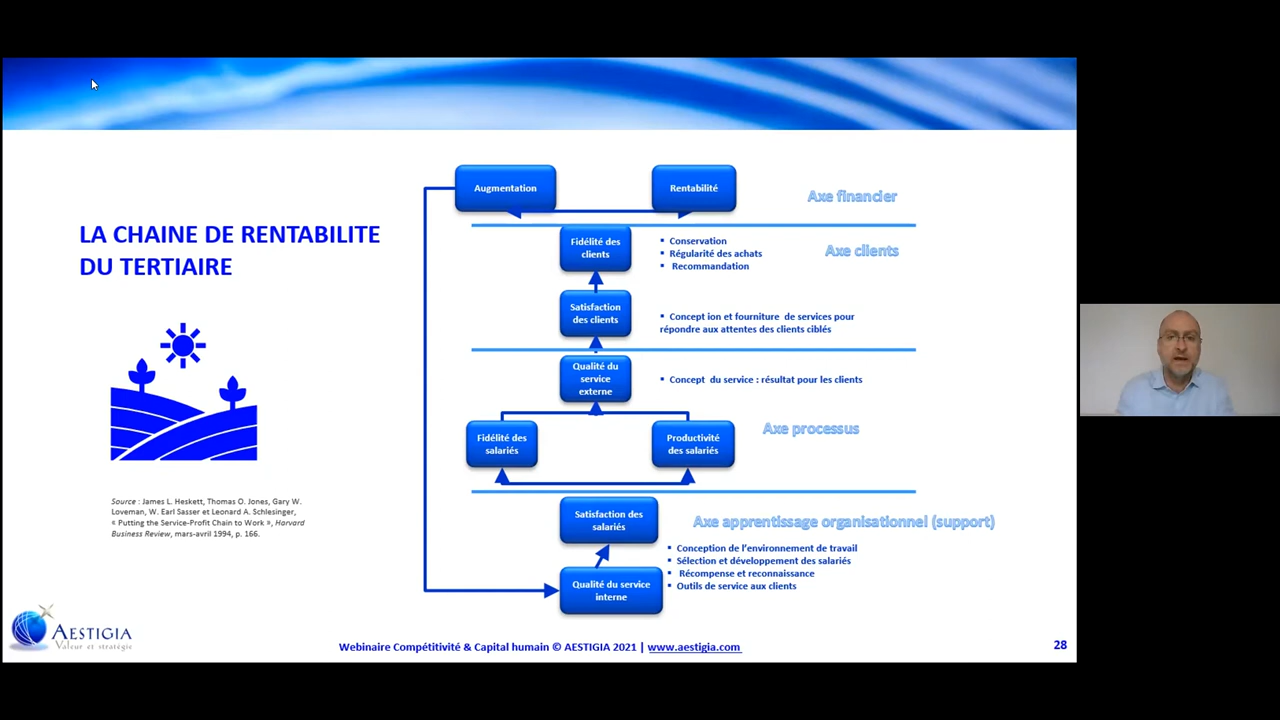 LA CHAINE DE RENTABILITE
DU TERTIAIRE
Source : James L. Heskett, Thomas O. Jones, Gary W.
Loveman, W. Earl Sasser et Leonard A. Schlesinger,
« Putting the Service-Profit Chain to Work », Harvard
Business Review, mars-avril 1994, p. 166.
Augmentation
Rentabilité
Axe financier
Fidélité des
clients
▪ Conservation
▪ Régularité des achats
▪ Recommandation
Axe clients
Satisfaction
des clients
▪ Concept ion et fourniture de services pour
répondre aux attentes des clients ciblés
Qualité du
service
externe
▪ Concept du service : résultat pour les clients
Axe processus
Fidélité des
salariés
Productivité
des salariés
Satisfaction des
salariés
Axe apprentissage organisationnel (support)
▪ Conception de l'environnement de travail
▪ Sélection et développement des salariés
▪ Récompense et reconnaissance
▪ Outils de service aux clients
Qualité du service
interne
AESTIGIA
Valeur et stratégie
Webinaire Compétitivité & Capital humain © AESTIGIA 2021 | www.aestigia.com
28